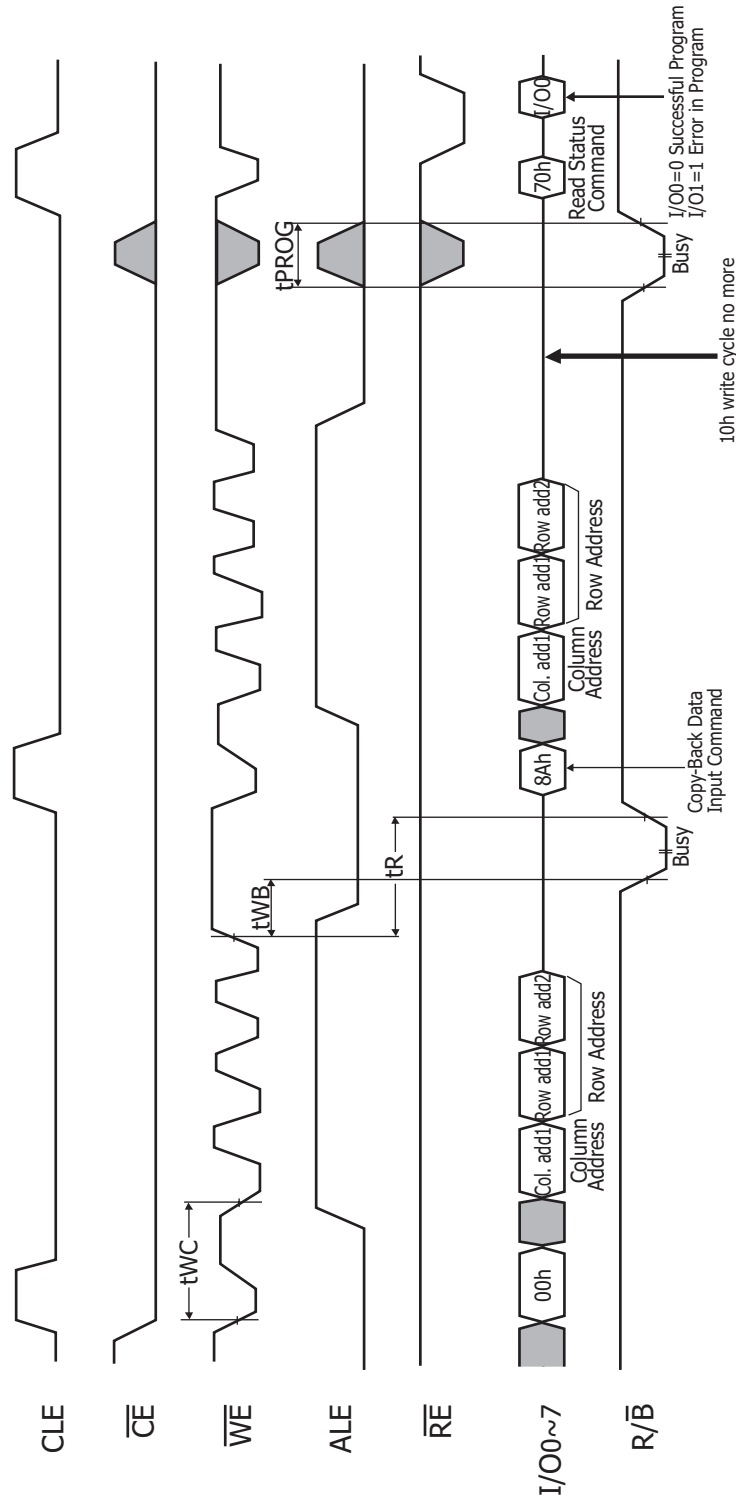 CLE
CE
WE
ALE
RE
I/O0~7
R/B
tWC
tWB
tR
tPROG
00h
Col. add1
Row add1
Row add2
Column
Address
Row Address
8Ah
Col. add1
Row add1
Row add2
Column
Address
Row Address
70h
Read Status
Command
I/O0
Busy
Copy-Back Data
Input Command
Busy
10h write cycle no more
I/O0=0 Successful Program
I/O1=1 Error in Program